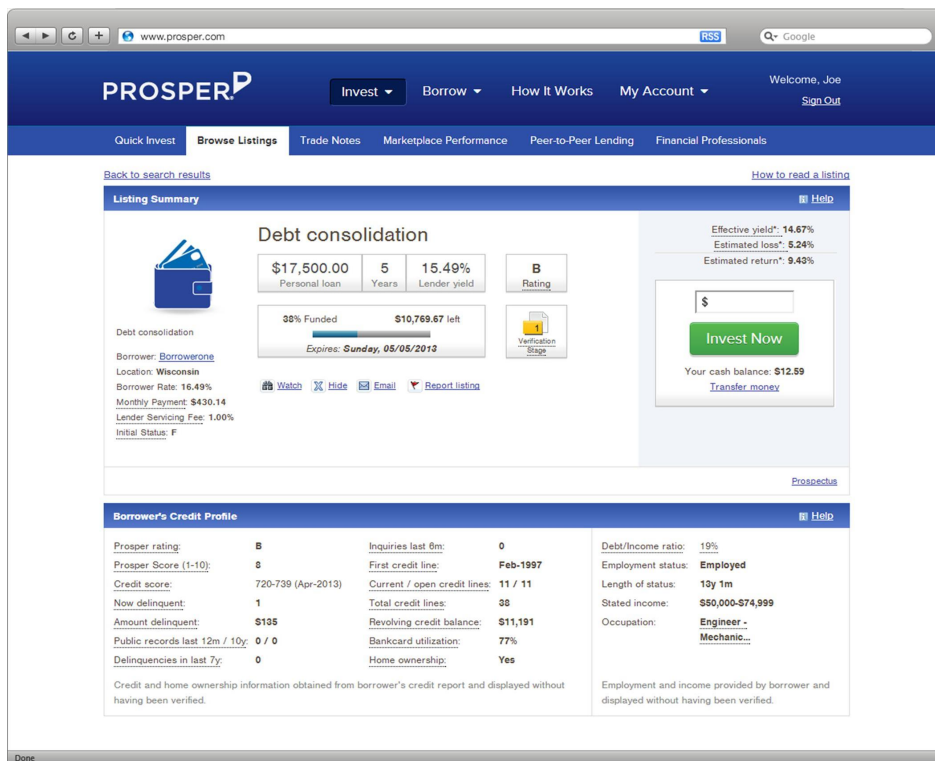 www.prosper.com
RSS
Google
PROSPER
Invest
Borrow
How It Works
My Account
Welcome, Joe
Sign Out
Quick Invest
Browse Listings
Trade Notes
Marketplace Performance
Peer-to-Peer Lending
Financial Professionals
Back to search results
How to read a listing
Listing Summary
Help
Debt consolidation
Borrower: Borrowerone
Location: Wisconsin
Borrower Rate: 16.49%
Monthly Payment: $430.14
Lender Servicing Fee: 1.00%
Initial Status: F
Debt consolidation
$17,500.00
Personal loan
5
Years
15.49%
Lender yield
B
Rating
38% Funded
$10,769.67 left
Expires: Sunday, 05/05/2013
1
Verification
Stage
Watch
Hide
Email
Report listing
Effective yield*: 14.67%
Estimated loss*: 5.24%
Estimated return*: 9.43%
$
Invest Now
Your cash balance: $12.59
Transfer money
Prospectus
Borrower's Credit Profile
Help
Prosper rating: B
Prosper Score (1-10): 8
Credit score: 720-739 (Apr-2013)
Now delinquent: 1
Amount delinquent: $135
Public records last 12m / 10y: 0 / 0
Delinquencies in last 7y: 0
Inquiries last 6m: 0
First credit line: Feb-1997
Current / open credit lines: 11 / 11
Total credit lines: 38
Revolving credit balance: $11,191
Bankcard utilization: 77%
Home ownership: Yes
Credit and home ownership information obtained from borrower's credit report and displayed without
having been verified.
Debt/Income ratio: 19%
Employment status: Employed
Length of status: 13y 1m
Stated income: $50,000-$74,999
Occupation: Engineer -
Mechanic...
Employment and income provided by borrower and
displayed without having been verified.
Done